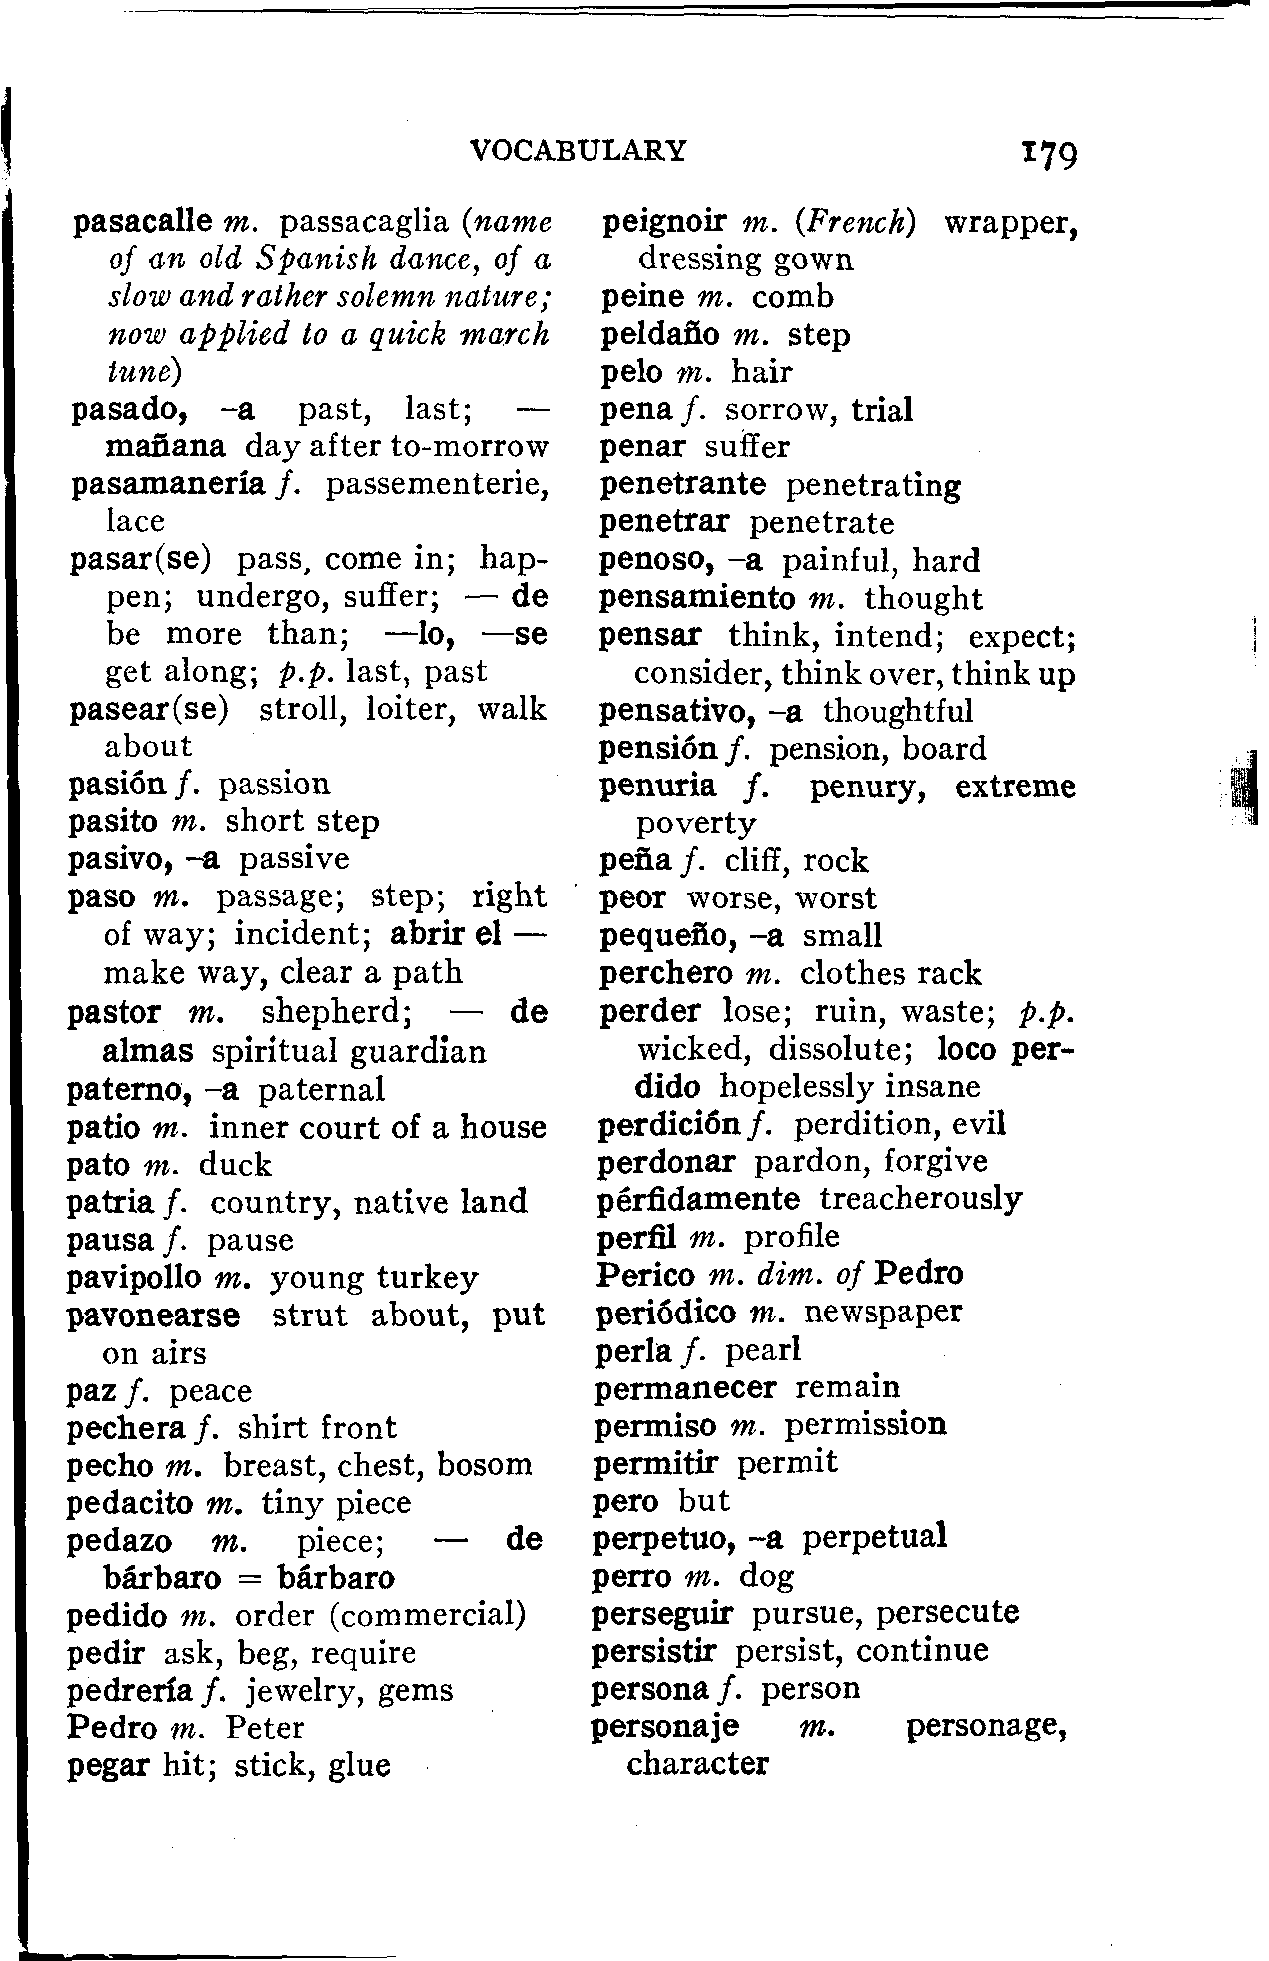 VOCABULARY 179
pasacalle m. passacaglia (name
of an old Spanish dance, of a
slow and rather solemn nature;
now applied to a quick march
tune)
pasado, –a past, last; —
mañana day after to-morrow
pasamanería f. passementerie,
lace
pasar(se) pass, come in; hap-
pen; undergo, suffer; — de
be more than; —lo, —se
get along; p.p. last, past
pasear(se) stroll, loiter, walk
about
pasión f. passion
pasito m. short step
pasivo, –a passive
paso m. passage; step; right
of way; incident; abrir el —
make way, clear a path
pastor m. shepherd; — de
almas spiritual guardian
paterno, –a paternal
patio m. inner court of a house
pato m. duck
patria f. country, native land
pausa f. pause
pavipollo m. young turkey
pavonearse strut about, put
on airs
paz f. peace
pechera f. shirt front
pecho m. breast, chest, bosom
pedacito m. tiny piece
pedazo m. piece; — de
bárbaro = bárbaro
pedido m. order (commercial)
pedir ask, beg, require
pedrería f. jewelry, gems
Pedro m. Peter
pegar hit; stick, glue
peignoir m. (French) wrapper,
dressing gown
peine m. comb
peldaño m. step
pelo m. hair
pena f. sorrow, trial
penar suffer
penetrante penetrating
penetrar penetrate
penoso, –a painful, hard
pensamiento m. thought
pensar think, intend; expect;
consider, think over, think up
pensativo, –a thoughtful
pensión f. pension, board
penuria f. penury, extreme
poverty
peña f. cliff, rock
peor worse, worst
pequeño, –a small
perchero m. clothes rack
perder lose; ruin, waste; p.p.
wicked, dissolute; loco per-
dido hopelessly insane
perdición f. perdition, evil
perdonar pardon, forgive
pérfidamente treacherously
perfil m. profile
Perico m. dim. of Pedro
periódico m. newspaper
perla f. pearl
permanecer remain
permiso m. permission
permitir permit
pero but
perpetuo, –a perpetual
perro m. dog
perseguir pursue, persecute
persistir persist, continue
persona f. person
personaje m. personage,
character